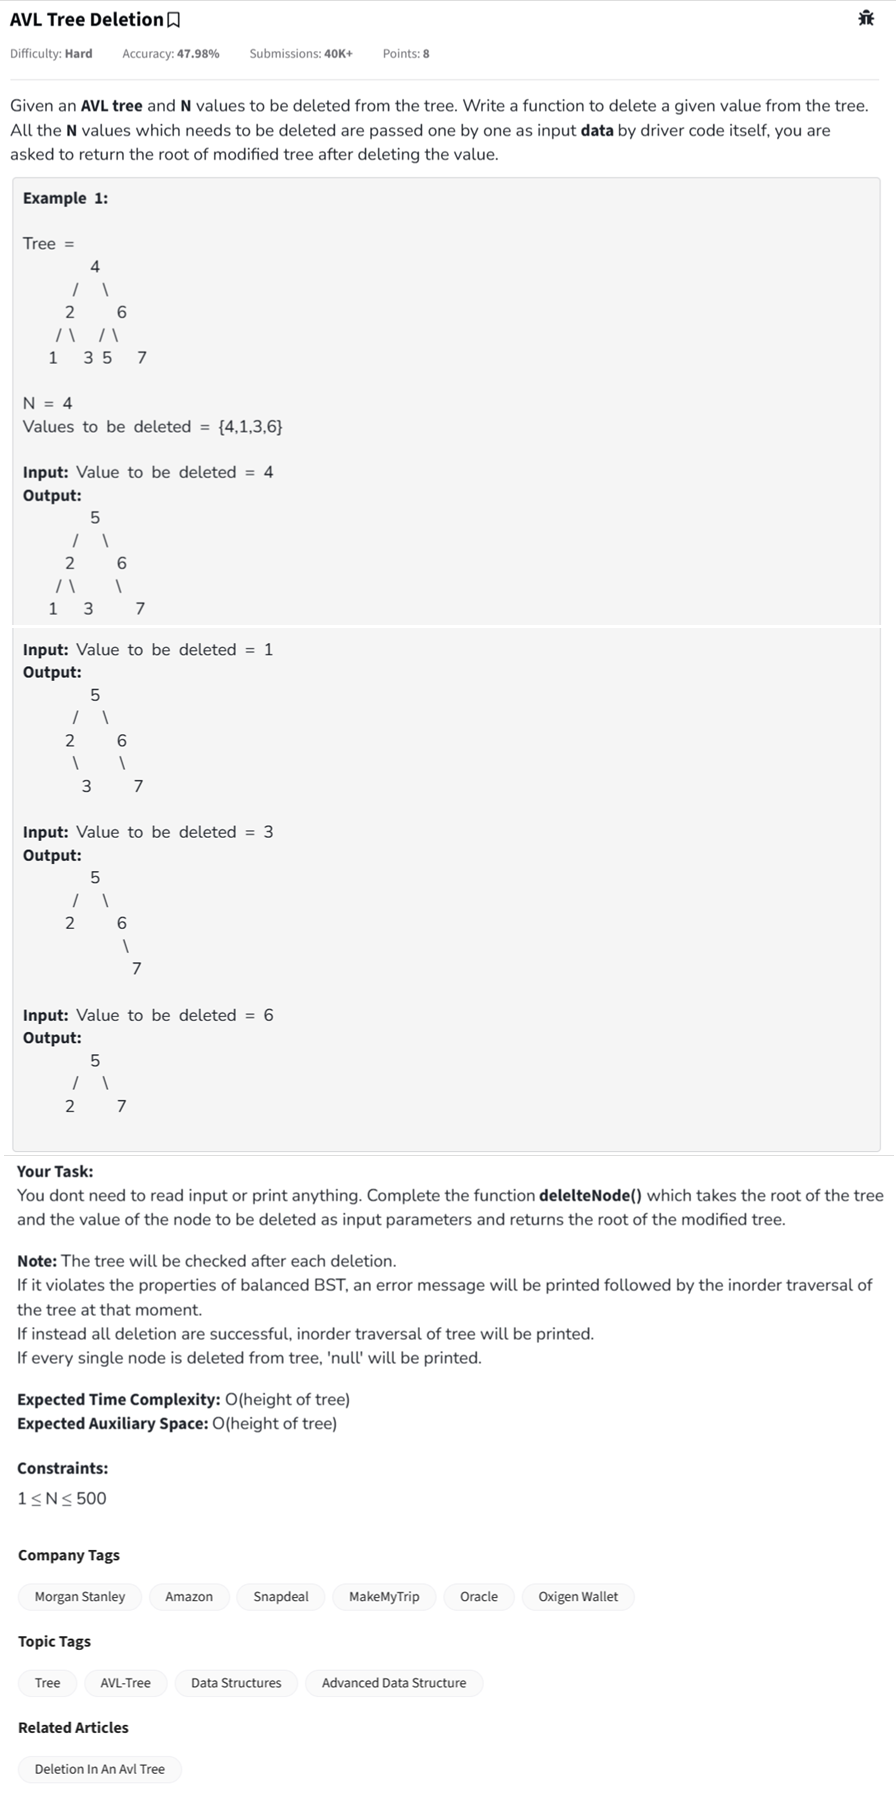 AVL Tree Deletion
Difficulty: Hard Accuracy: 47.98% Submissions: 40K+ Points: 8
Given an AVL tree and N values to be deleted from the tree. Write a function to delete a given value from the tree.
All the N values which needs to be deleted are passed one by one as input data by driver code itself, you are
asked to return the root of modified tree after deleting the value.
Example 1:
Tree =
4
/ \
2 6
/ \ / \
1 3 5 7
N = 4
Values to be deleted = {4,1,3,6}
Input: Value to be deleted = 4
Output:
5
/ \
2 6
/ \ \
1 3 7
Input: Value to be deleted = 1
Output:
5
/ \
2 6
\ \
3 7
Input: Value to be deleted = 3
Output:
5
/ \
2 6
\
7
Input: Value to be deleted = 6
Output:
5
/ \
2 7
Your Task:
You dont need to read input or print anything. Complete the function delelteNode() which takes the root of the tree
and the value of the node to be deleted as input parameters and returns the root of the modified tree.
Note: The tree will be checked after each deletion.
If it violates the properties of balanced BST, an error message will be printed followed by the inorder traversal of
the tree at that moment.
If instead all deletion are successful, inorder traversal of tree will be printed.
If every single node is deleted from tree, 'null' will be printed.
Expected Time Complexity: O(height of tree)
Expected Auxiliary Space: O(height of tree)
Constraints:
1 ≤ N ≤ 500
Company Tags
Morgan Stanley Amazon Snapdeal MakeMyTrip Oracle Oxigen Wallet
Topic Tags
Tree AVL-Tree Data Structures Advanced Data Structure
Related Articles
Deletion In An Avl Tree